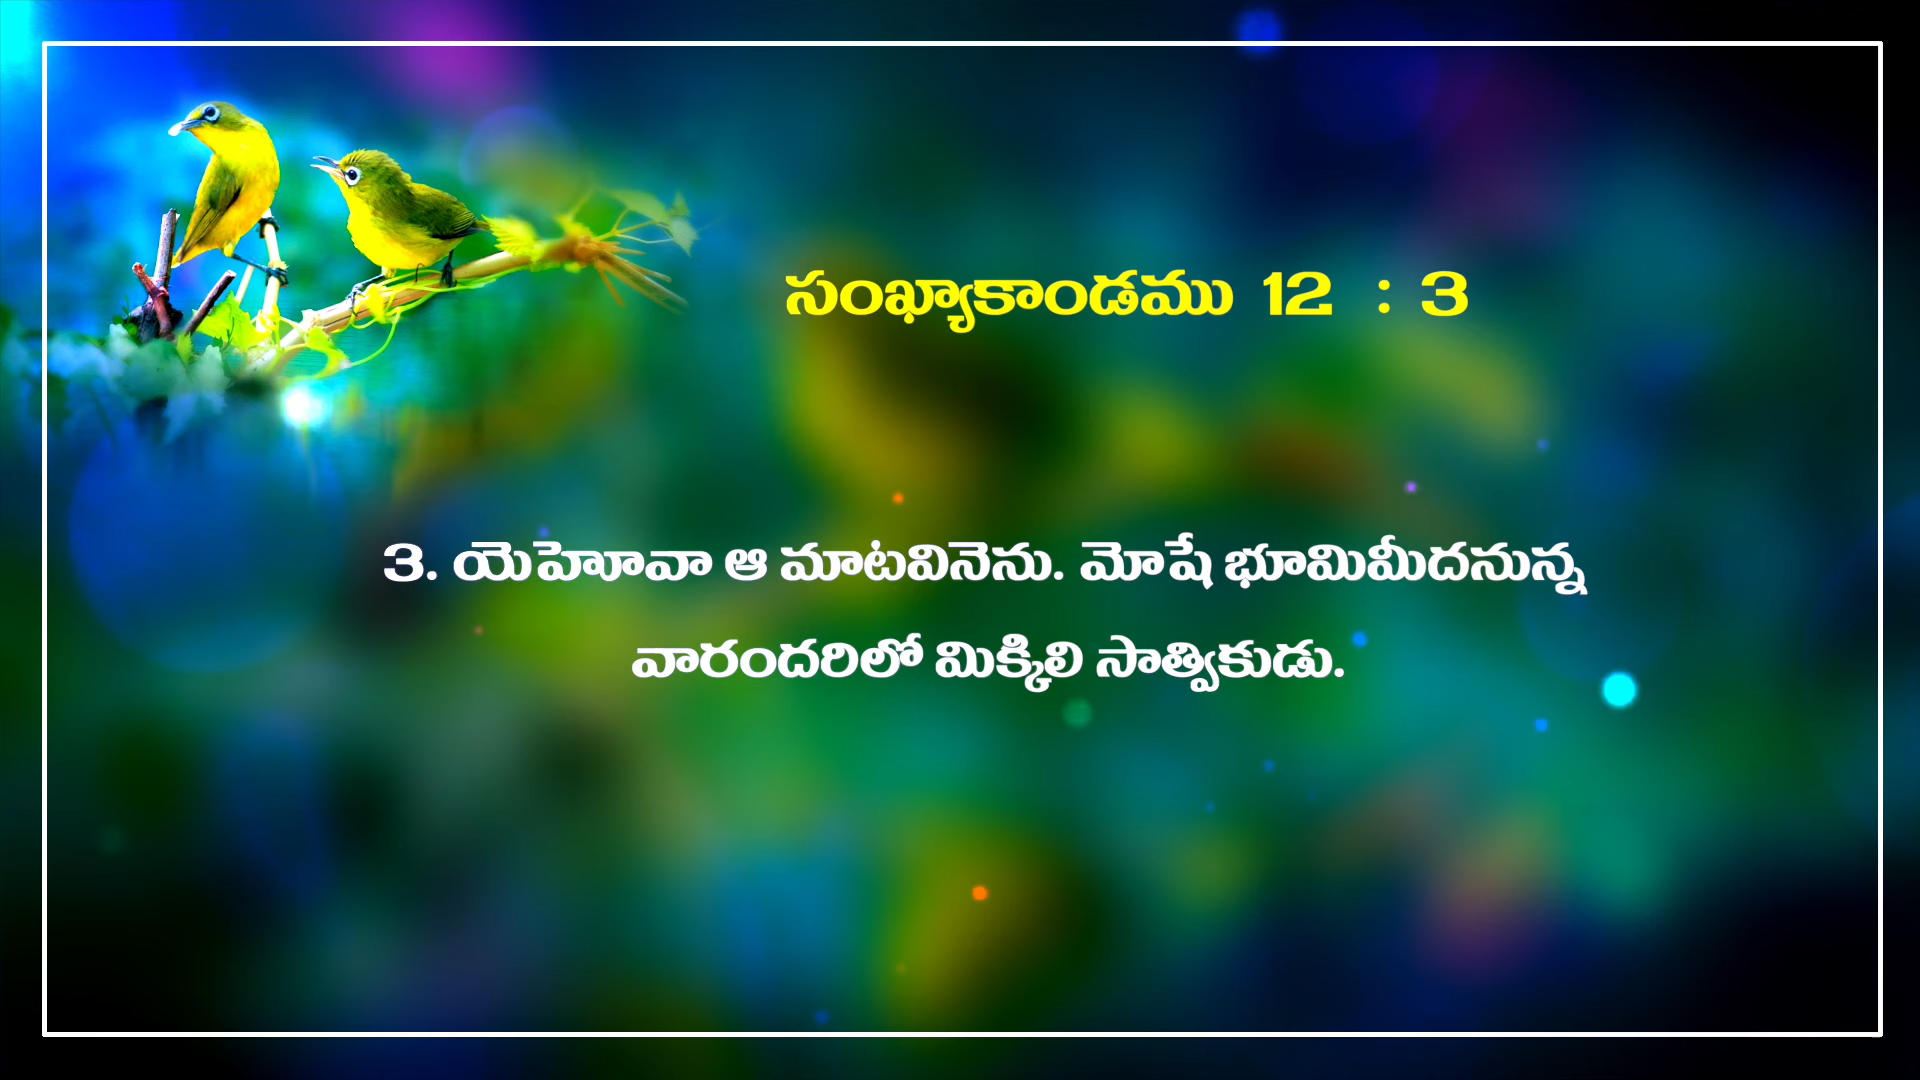 సంఖ్యాకాండము 12 : 3
3. యెహెూవా ఆ మాటవినెను. మోషే భూమిమీదనున్న
వారందరిలో మిక్కిలి సాత్వికుడు.